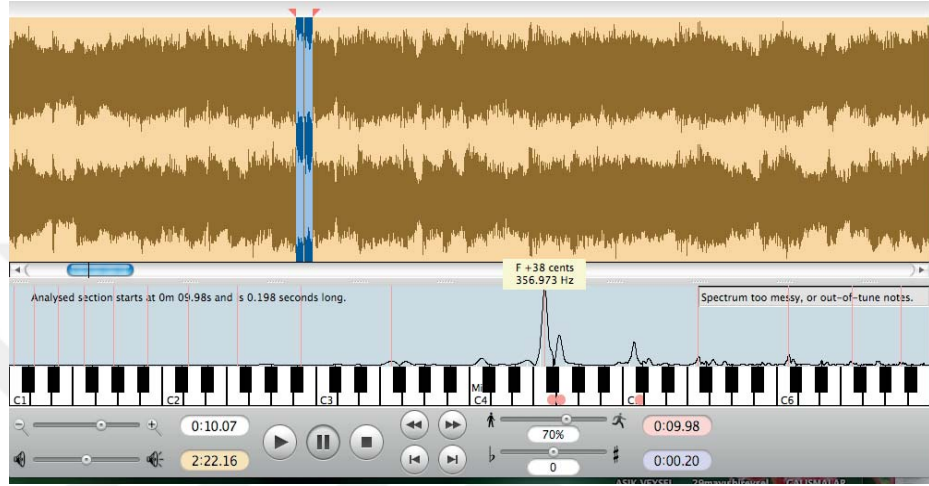 F +38 cents
356.973 Hz
Analysed section starts at 0m 09.98s and is 0.198 seconds long.
Spectrum too messy, or out-of-tune notes.
C1
C2
C3
Mi
C4
C
C6
0:10.07
70%
0:09.98
2:22.16
0
0:00.20
ASIK VEYSEL
ÇALIŞMALAR